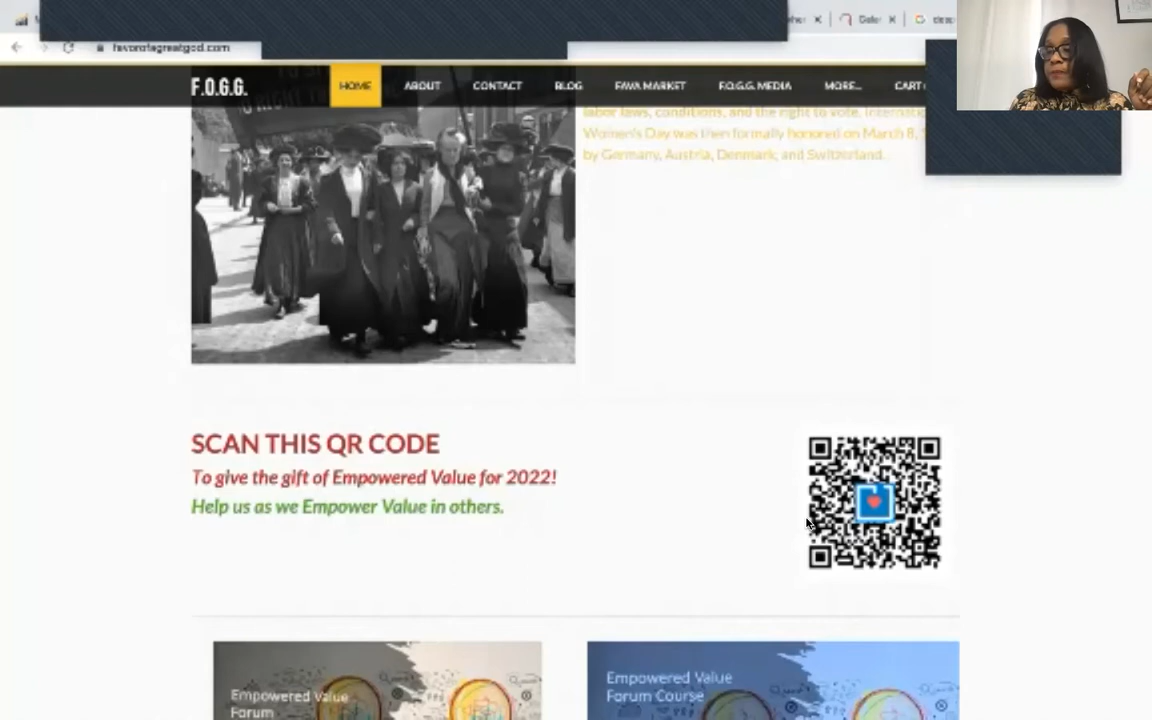 favorofagreatgod.com
F.O.G.G.
HOME
ABOUT
CONTACT
BLOG
FAVA MARKET
F.O.G.G. MEDIA
MORE...
CART
labor laws, conditions, and the right to vote.
Women's Day was then formally honored on March 8,
by Germany, Austria, Denmark, and Switzerland.
SCAN THIS QR CODE
To give the gift of Empowered Value for 2022!
Help us as we Empower Value in others.
Empowered Value
Forum
Empowered Value
Forum Course